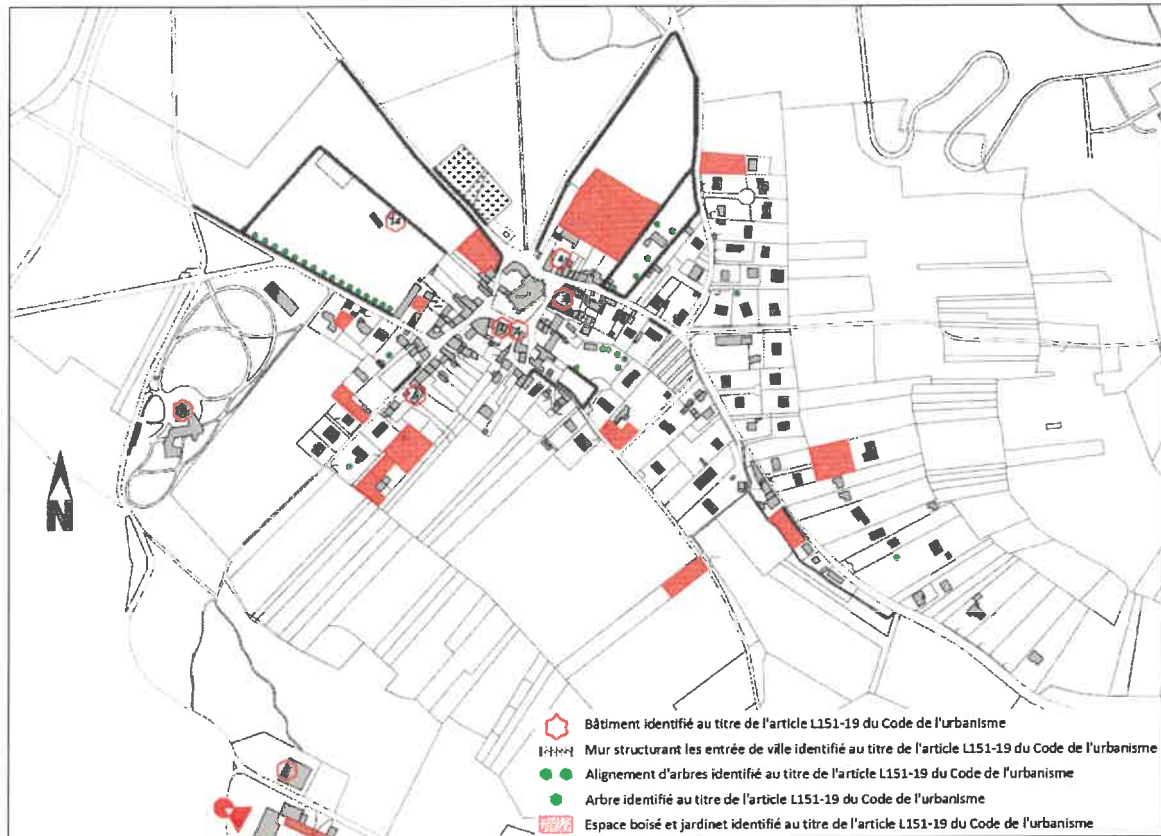 N
Bâtiment identifié au titre de l'article L151-19 du Code de l'urbanisme
Mur structurant les entrée de ville identifié au titre de l'article L151-19 du Code de l'urbanisme
Alignement d'arbres identifié au titre de l'article L151-19 du Code de l'urbanisme
Arbre identifié au titre de l'article L151-19 du Code de l'urbanisme
Espace boisé et jardinet identifié au titre de l'article L151-19 du Code de l'urbanisme